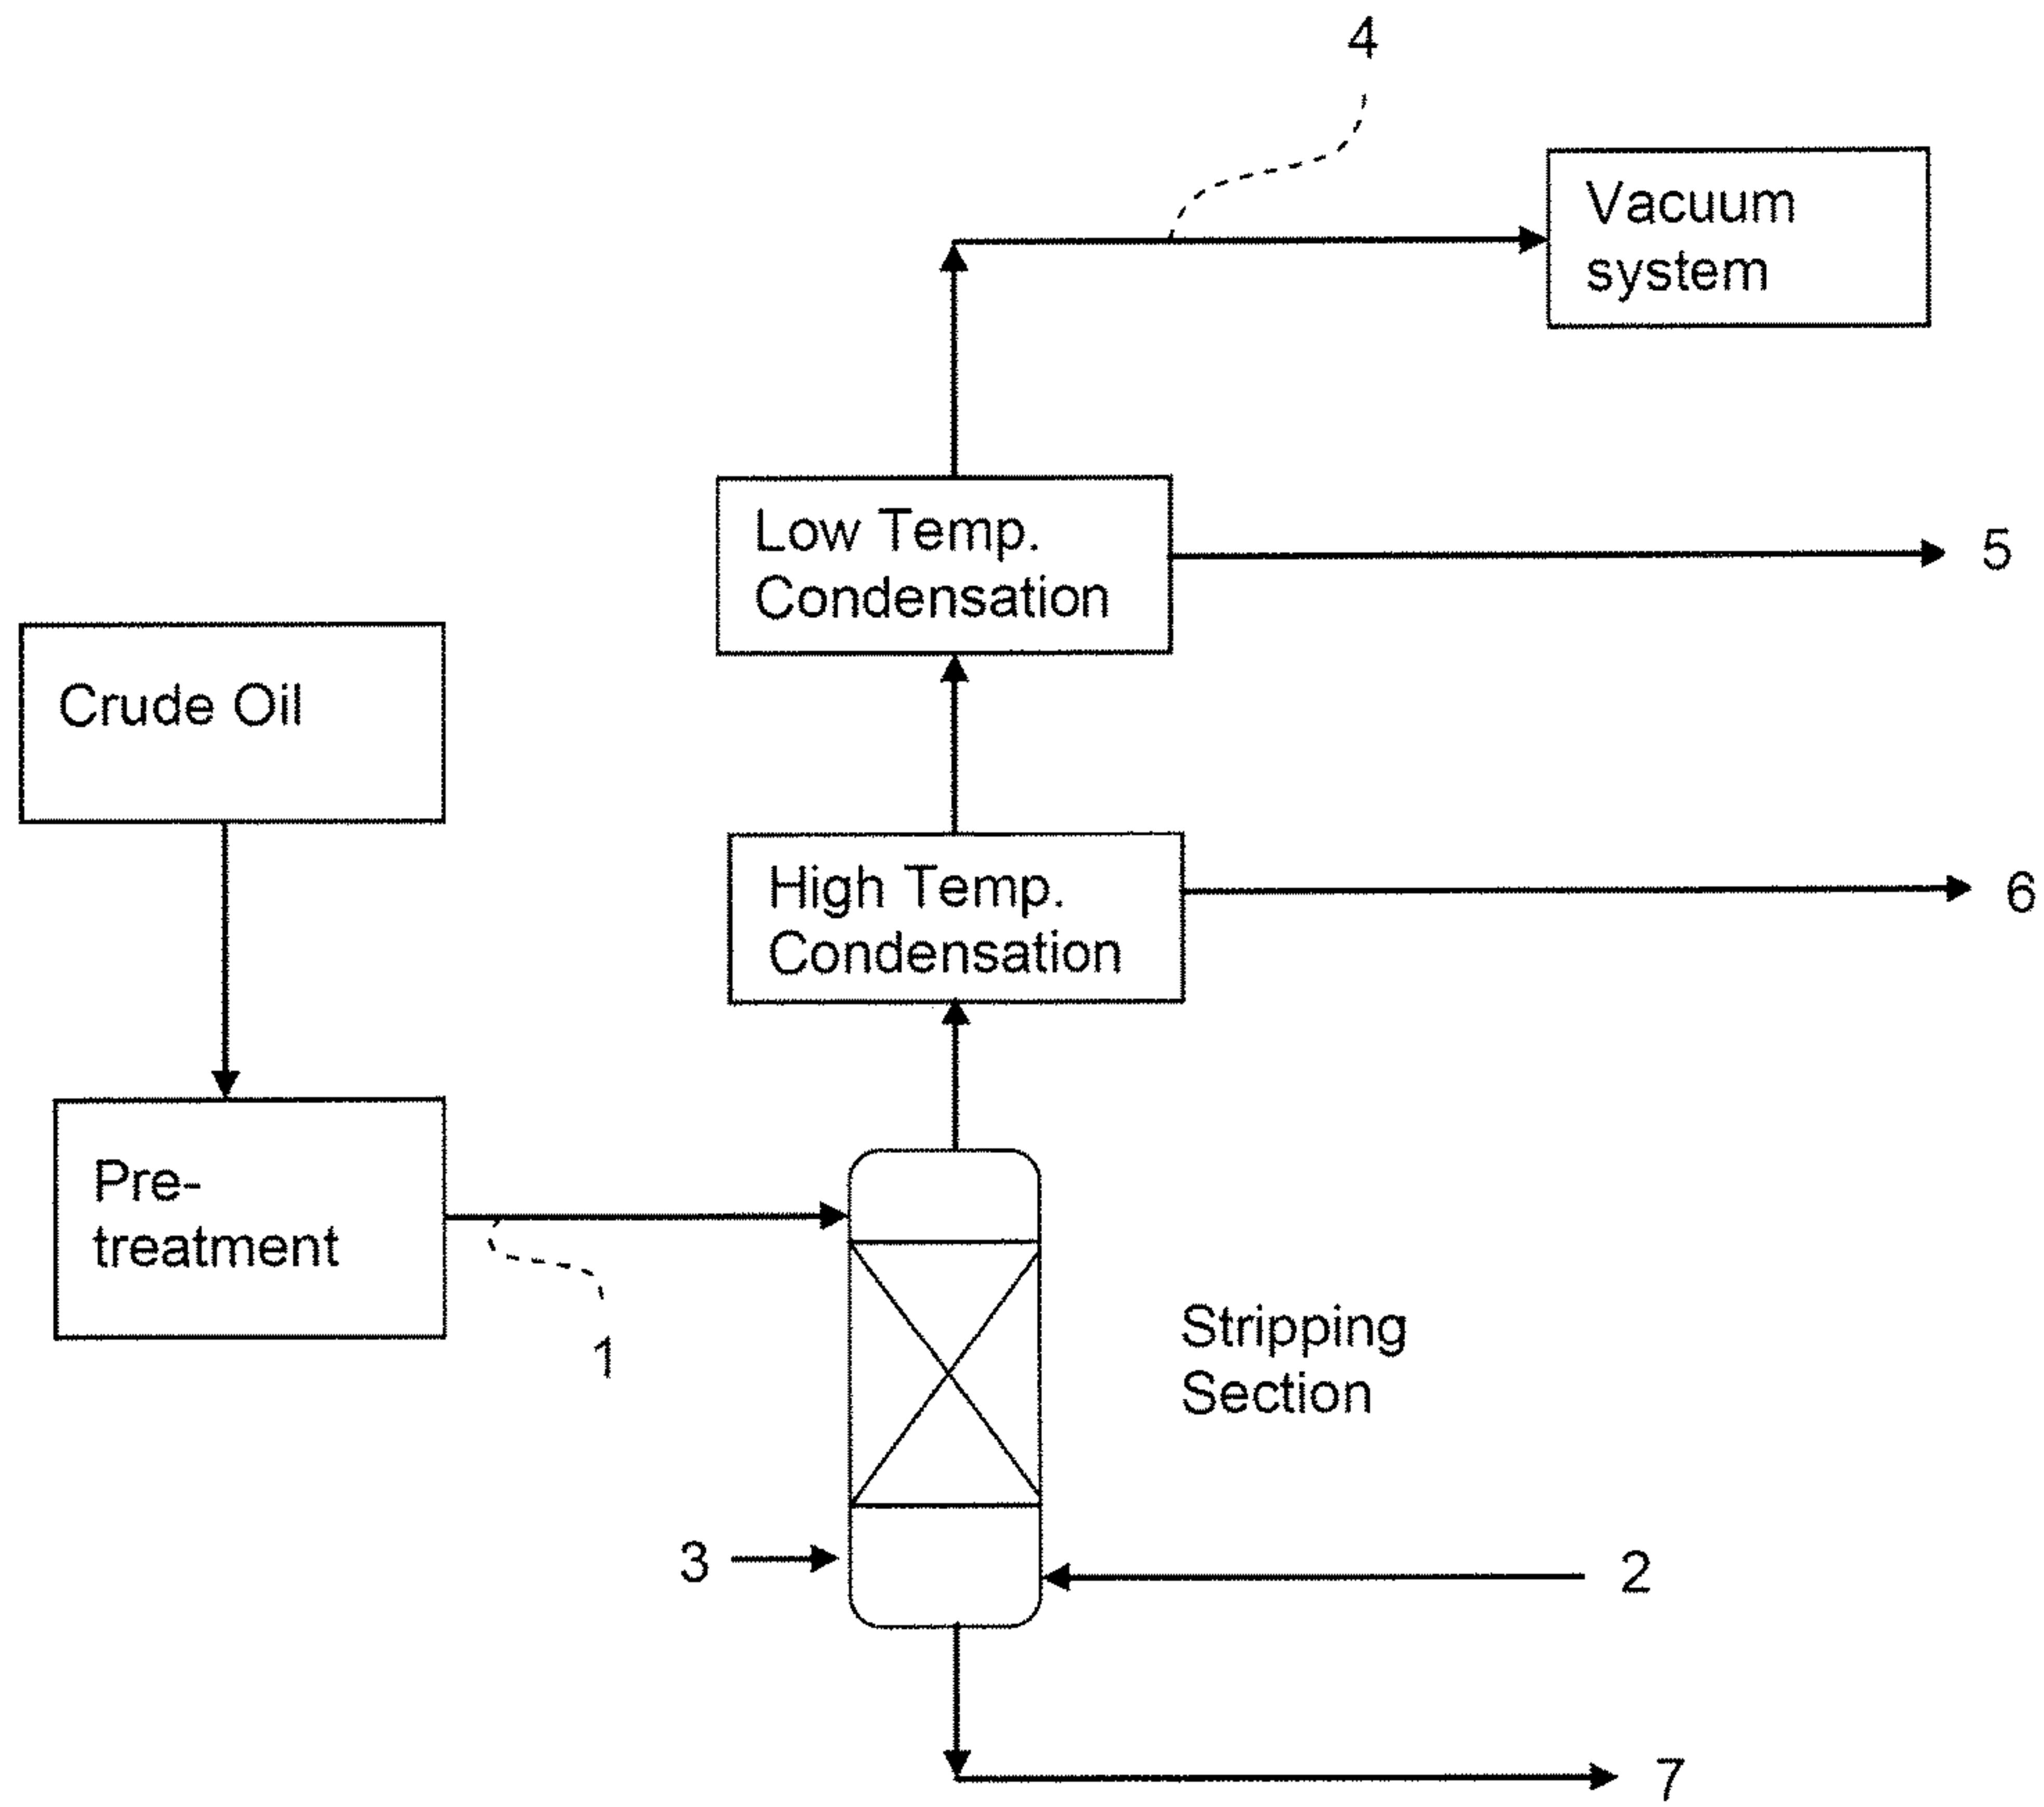 4
Vacuum
system
Low Temp.
Condensation
5
Crude Oil
High Temp.
Condensation
6
Pre-
treatment
1
Stripping
Section
3
2
7